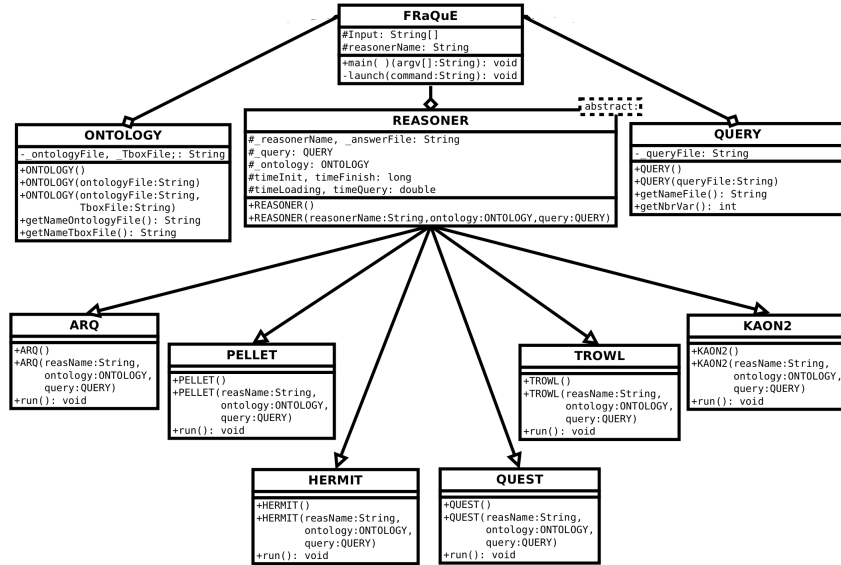 FRaQuE
#Input: String[]
#reasonerName: String
+main( )(argv[]:String): void
-launch(command:String): void
abstract:
REASONER
#_reasonerName, _answerFile: String
#_query: QUERY
#_ontology: ONTOLOGY
#timeInit, timeFinish: long
#timeLoading, timeQuery: double
+REASONER()
+REASONER(reasonerName:String,ontology:ONTOLOGY,query:QUERY)
ONTOLOGY
-_ontologyFile, _TboxFile;: String
+ONTOLOGY()
+ONTOLOGY(ontologyFile:String)
+ONTOLOGY(ontologyFile:String,
TboxFile:String)
+getNameOntologyFile(): String
+getNameTboxFile(): String
QUERY
-_queryFile: String
+QUERY()
+QUERY(queryFile:String)
+getNameFile(): String
+getNbrVar(): int
ARQ
+ARQ()
+ARQ(reasName:String,
ontology:ONTOLOGY,
query:QUERY)
+run(): void
PELLET
+PELLET()
+PELLET(reasName:String,
ontology:ONTOLOGY,
query:QUERY)
+run(): void
HERMIT
+HERMIT()
+HERMIT(reasName:String,
ontology:ONTOLOGY,
query:QUERY)
+run(): void
QUEST
+QUEST()
+QUEST(reasName:String,
ontology:ONTOLOGY,
query:QUERY)
+run(): void
TROWL
+TROWL()
+TROWL(reasName:String,
ontology:ONTOLOGY,
query:QUERY)
+run(): void
KAON2
+KAON2()
+KAON2(reasName:String,
ontology:ONTOLOGY,
query:QUERY)
+run(): void